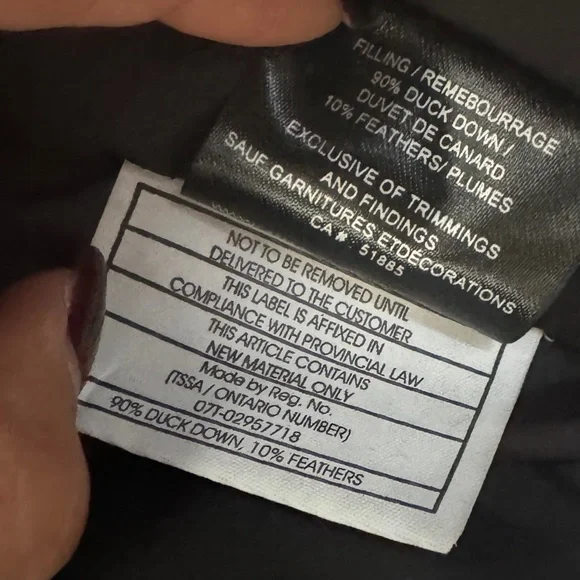 FILLING / REMEBOURRAGE
90% DUCK DOWN /
DUVET DE CANARD
10% FEATHERS/ PLUMES
EXCLUSIVE OF TRIMMINGS
AND FINDINGS
SAUF GARNITURES ETDECORATIONS
CA# 51885
NOT TO BE REMOVED UNTIL
DELIVERED TO THE CUSTOMER
THIS LABEL IS AFFIXED IN
COMPLIANCE WITH PROVINCIAL LAW
THIS ARTICLE CONTAINS
NEW MATERIAL ONLY
Made by Reg. No.
(TSSA / ONTARIO NUMBER)
07T-02957718
90% DUCK DOWN, 10% FEATHERS